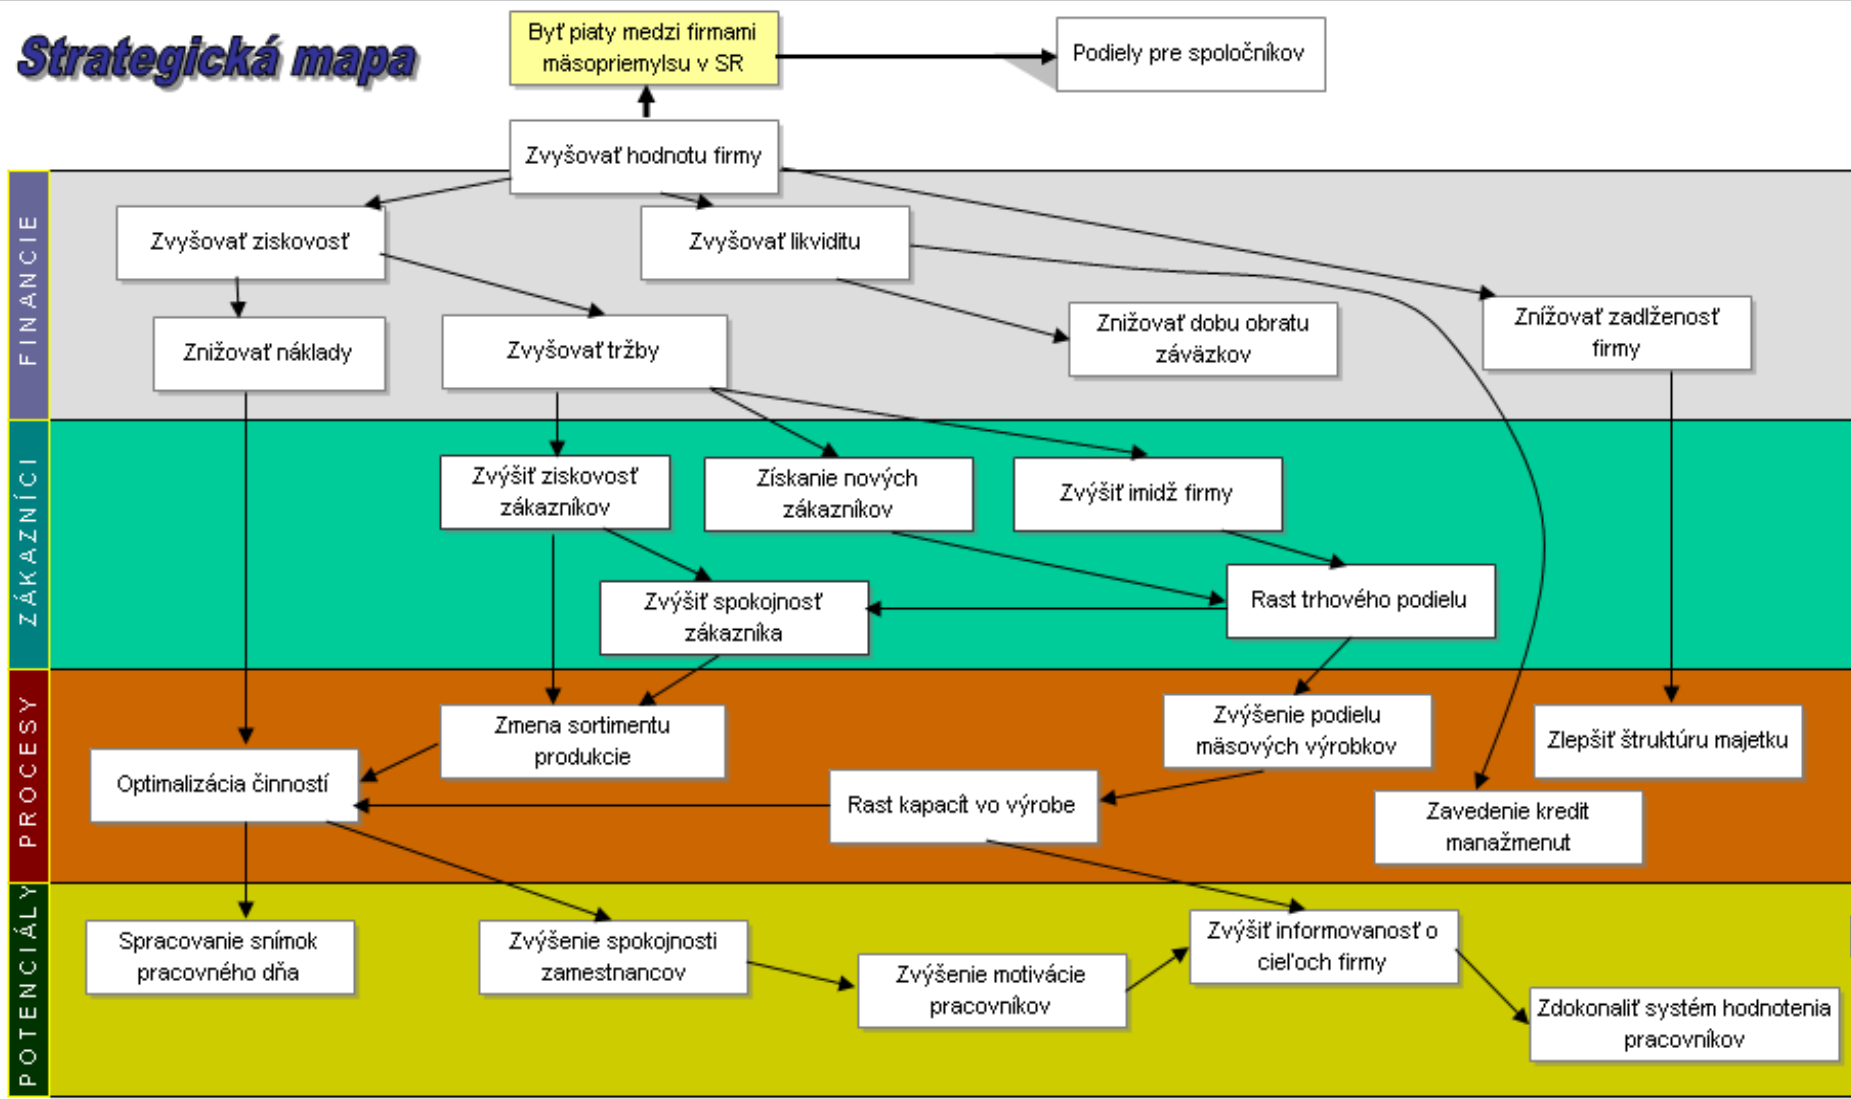 Strategická mapa
Byť piaty medzi firmami
mäsopriemylsu v SR
Podiely pre spoločníkov
Zvyšovať hodnotu firmy
FINANCIE
Zvyšovať ziskovosť
Zvyšovať likviditu
Znižovať náklady
Zvyšovať tržby
Znižovať dobu obratu
záväzkov
Znížovať zadlženosť
firmy
ZÁKAZNÍCI
Zvýšiť ziskovosť
zákazníkov
Získanie nových
zákazníkov
Zvýšiť imidž firmy
Zvýšiť spokojnosť
zákazníka
Rast trhového podielu
PROCESY
Zmena sortimentu
produkcie
Zvýšenie podielu
mäsových výrobkov
Zlepšiť štruktúru majetku
Optimalizácia činností
Rast kapacít vo výrobe
Zavedenie kredit
manažmenut
POTENCIÁLY
Spracovanie snímok
pracovného dňa
Zvýšenie spokojnosti
zamestnancov
Zvýšenie motivácie
pracovníkov
Zvýšiť informovanosť o
cieľoch firmy
Zdokonaliť systém hodnotenia
pracovníkov